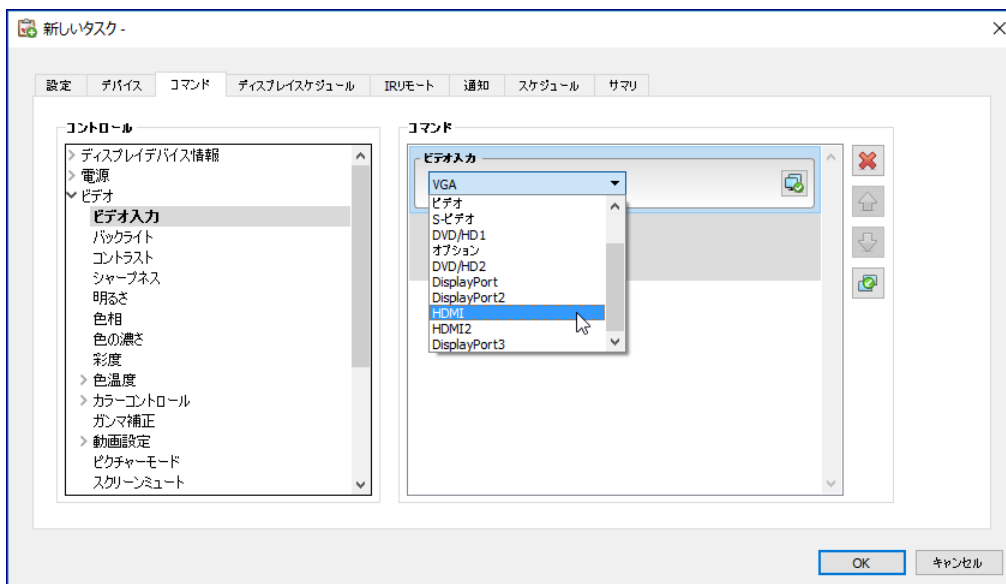 新しいタスク -
設定 デバイス コマンド ディスプレイスケジュール IRリモート 通知 スケジュール サマリ
コントロール
ディスプレイデバイス情報
電源
ビデオ
ビデオ入力
バックライト
コントラスト
シャープネス
明るさ
色相
色の濃さ
彩度
色温度
カラーコントロール
ガンマ補正
動画設定
ピクチャーモード
スクリーンミュート
コマンド
ビデオ入力
VGA
ビデオ
S-ビデオ
DVD/HD1
オプション
DVD/HD2
DisplayPort
DisplayPort2
HDMI
HDMI2
DisplayPort3
OK キャンセル